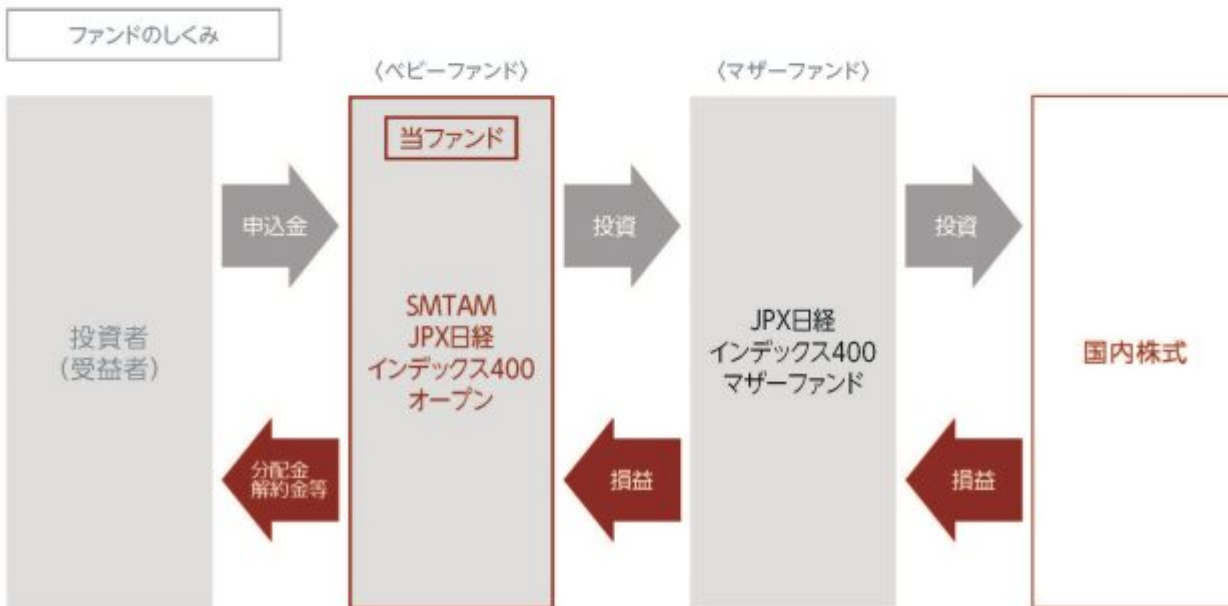 ファンドのしくみ
〈ベビーファンド〉
〈マザーファンド〉
投資者
(受益者)
申込金
分配金
解約金等
当ファンド
SMTAM
JPX日経
インデックス400
オープン
投資
損益
JPX日経
インデックス400
マザーファンド
投資
損益
国内株式